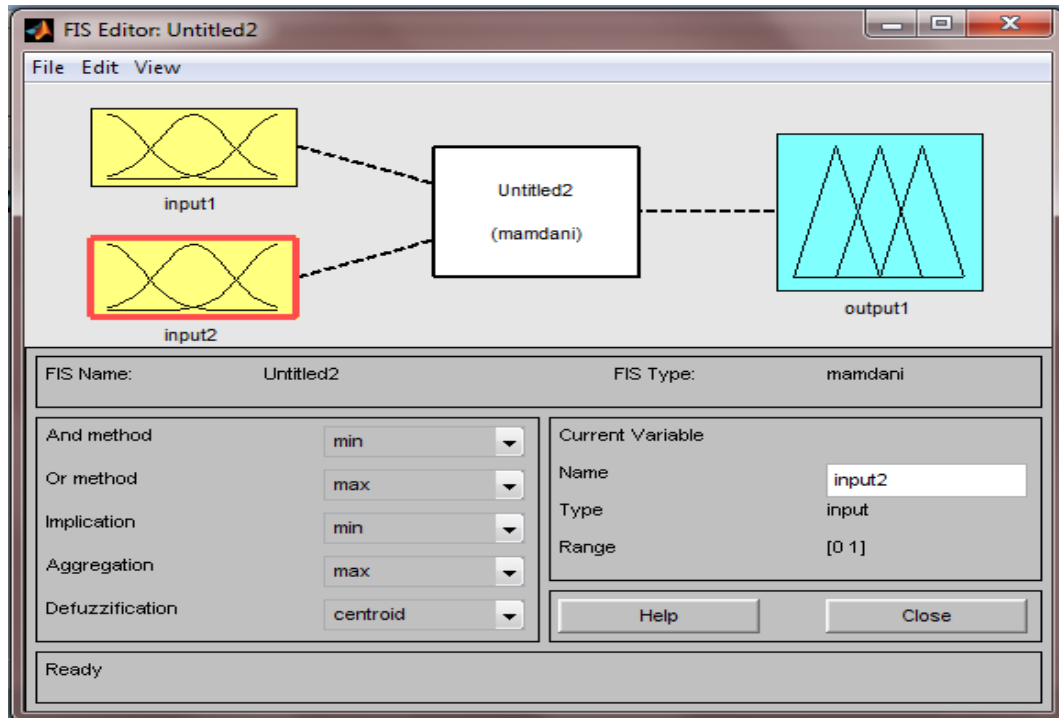 FIS Editor: Untitled2
File Edit View
input1
input2
Untitled2
(mamdani)
output1
FIS Name: Untitled2 FIS Type: mamdani
And method min
Or method max
Implication min
Aggregation max
Defuzzification centroid
Current Variable
Name input2
Type input
Range [0 1]
Help Close
Ready